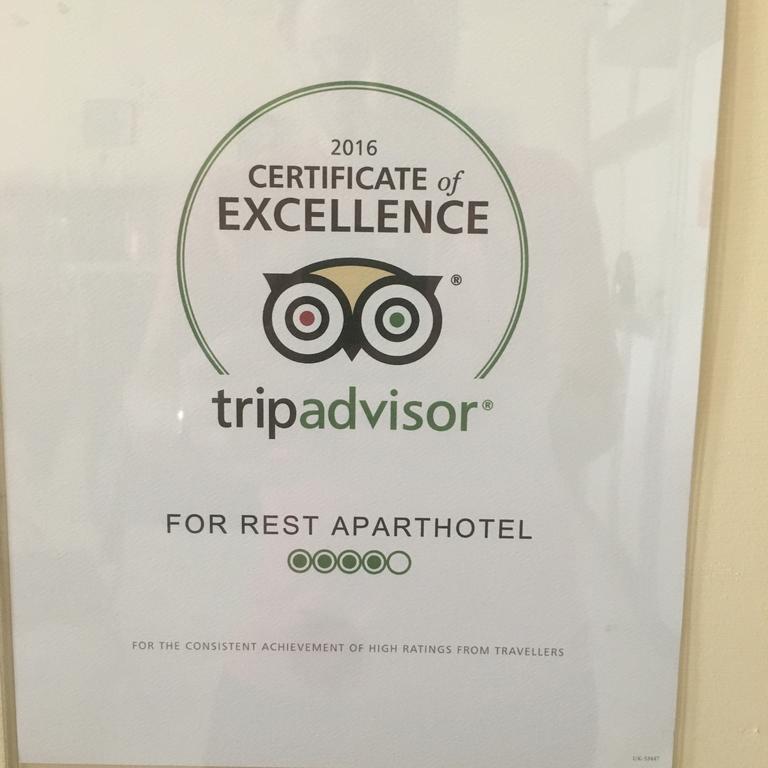 2016
CERTIFICATE of
EXCELLENCE
®
tripadvisor®
FOR REST APARTHOTEL
FOR THE CONSISTENT ACHIEVEMENT OF HIGH RATINGS FROM TRAVELLERS